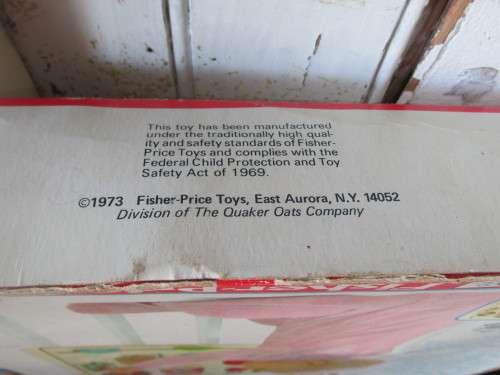 This toy has been manufactured
under the traditionally high qual-
ity and safety standards of Fisher-
Price Toys and complies with the
Federal Child Protection and Toy
Safety Act of 1969.
©1973 Fisher-Price Toys, East Aurora, N.Y. 14052
Division of The Quaker Oats Company